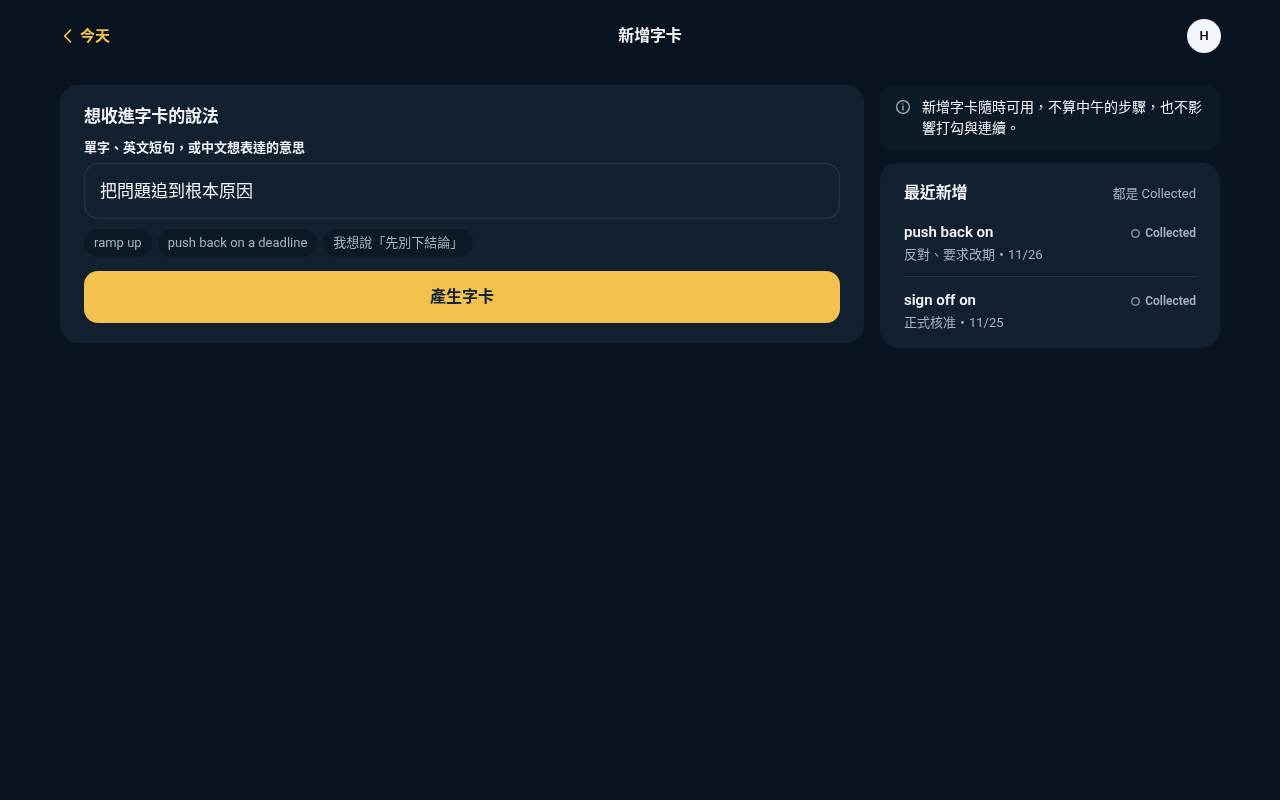 今天
新增字卡
H
想收進字卡的說法
單字、英文短句，或中文想表達的意思
把問題追到根本原因
ramp up
push back on a deadline
我想說「先別下結論」
產生字卡
新增字卡隨時可用，不算中午的步驟，也不影
響打勾與連續。
最近新增
都是 Collected
push back on
Collected
反對、要求改期 • 11/26
sign off on
Collected
正式核准 • 11/25